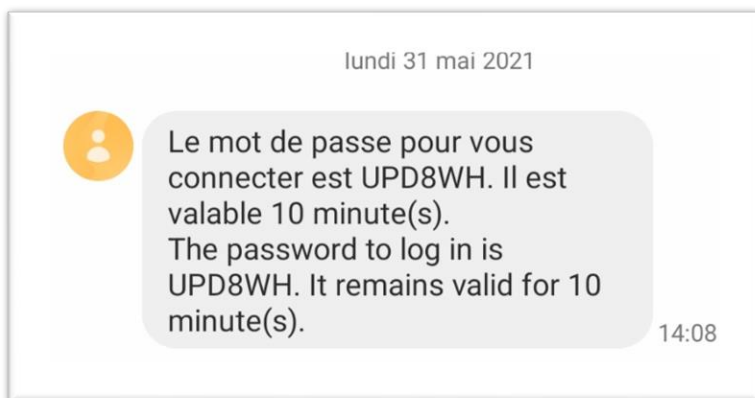 lundi 31 mai 2021
Le mot de passe pour vous
connecter est UPD8WH. Il est
valable 10 minute(s).
The password to log in is
UPD8WH. It remains valid for 10
minute(s).
14:08